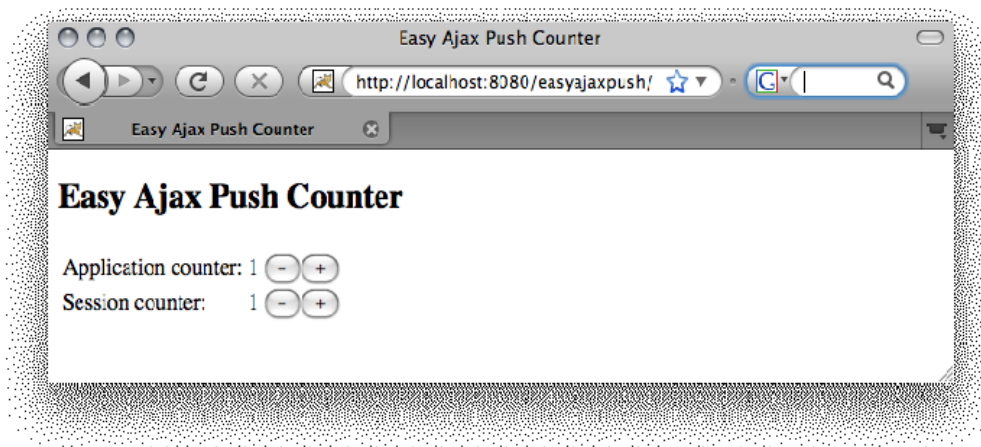 Easy Ajax Push Counter
http://localhost:8080/easyajaxpush/
G
Easy Ajax Push Counter
Easy Ajax Push Counter
Application counter: 1 - +
Session counter: 1 - +